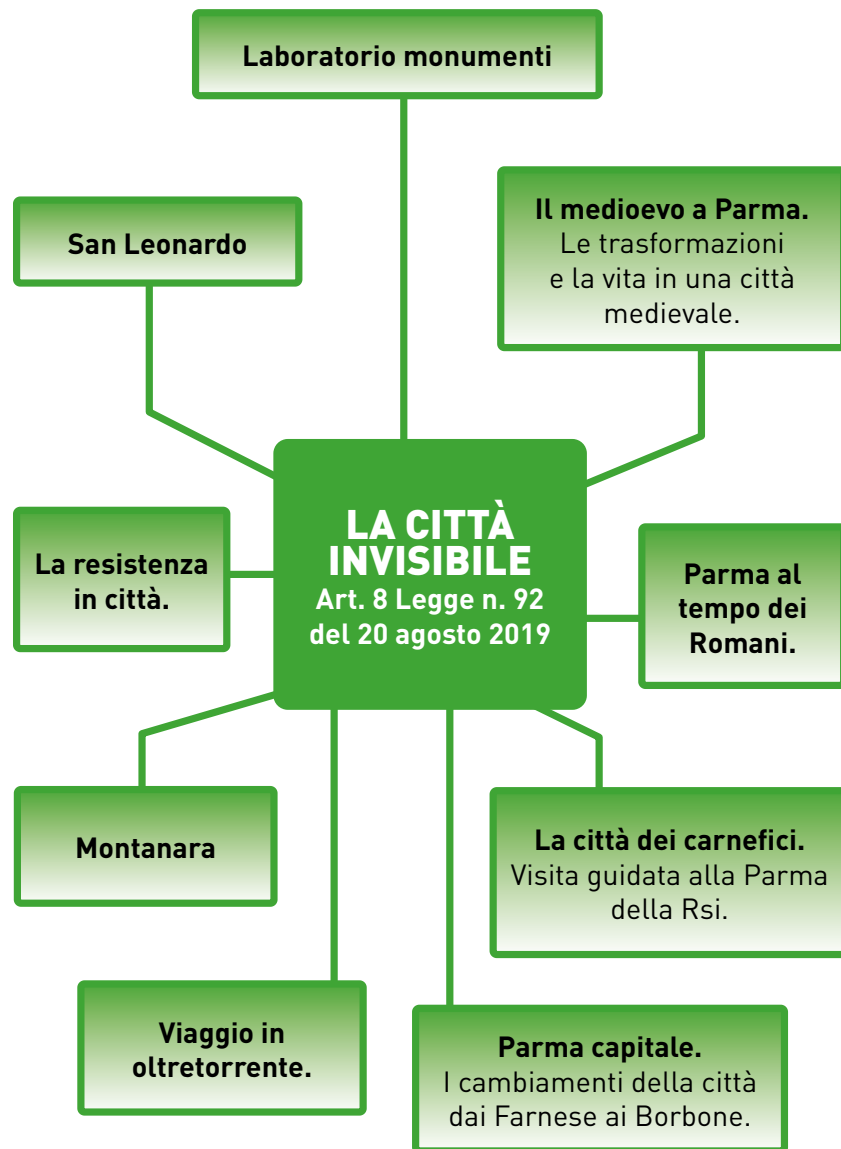 Laboratorio monumenti
San Leonardo
Il medioevo a Parma.
Le trasformazioni
e la vita in una città
medievale.
LA CITTÀ
INVISIBILE
Art. 8 Legge n. 92
del 20 agosto 2019
La resistenza
in città.
Parma al
tempo dei
Romani.
Montanara
La città dei carnefici.
Visita guidata alla Parma
della Rsi.
Viaggio in
oltretorrente.
Parma capitale.
I cambiamenti della città
dai Farnese ai Borbone.